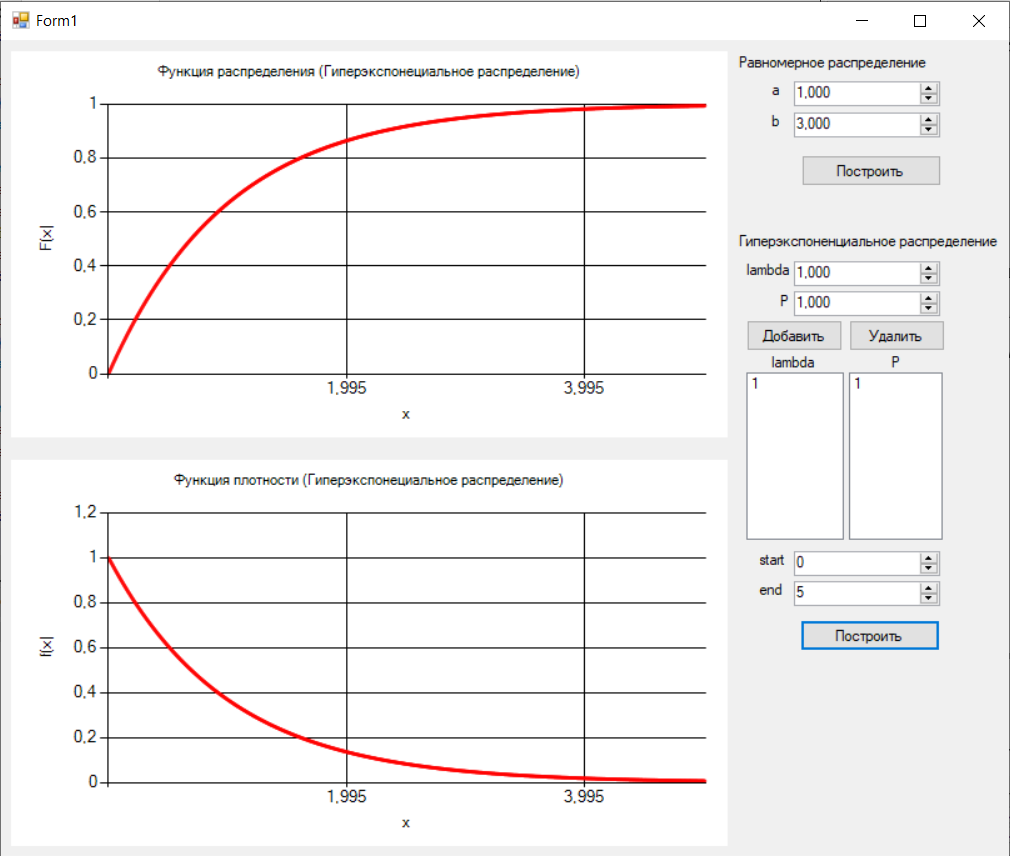 Form1
Функция распределения (Гиперэкспонециальное распределение)
1
0,8
0,6
0,4
0,2
0
F(x)
1,995
3,995
x
Функция плотности (Гиперэкспонециальное распределение)
1,2
1
0,8
0,6
0,4
0,2
0
f(x)
1,995
3,995
x
Равномерное распределение
a 1,000
b 3,000
Построить
Гиперэкспоненциальное распределение
lambda 1,000
P 1,000
Добавить Удалить
lambda P
1 1
start 0
end 5
Построить